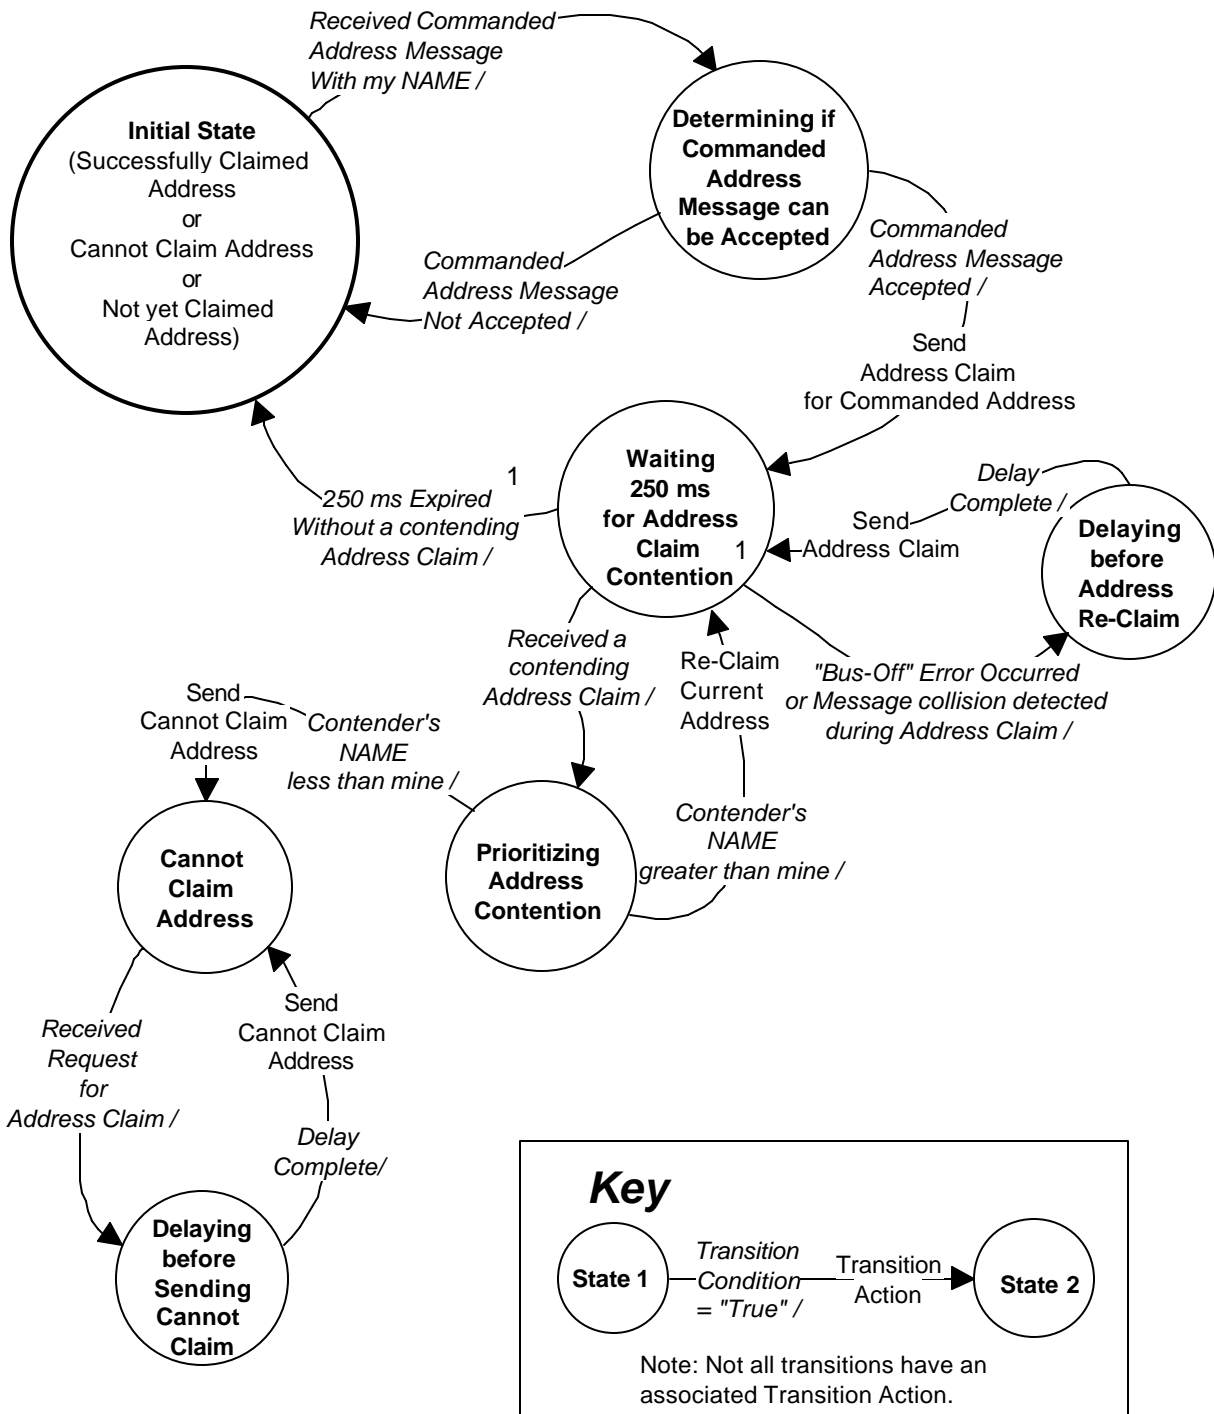 Received Commanded
Address Message
With my NAME /
Initial State
(Successfully Claimed
Address
or
Cannot Claim Address
or
Not yet Claimed
Address)
Determining if
Commanded
Address
Message can
be Accepted
Commanded
Address Message
Not Accepted /
Commanded
Address Message
Accepted /
Send
Address Claim
for Commanded Address
Waiting
250 ms
for Address
Claim
Contention
1
1
250 ms Expired
Without a contending
Address Claim /
Delay
Complete /
Send
Address Claim
Delaying
before
Address
Re-Claim
Received a
contending
Address Claim /
Re-Claim
Current
Address
"Bus-Off" Error Occurred
or Message collision detected
during Address Claim /
Send
Cannot Claim
Address
Contender's
NAME
less than mine /
Prioritizing
Address
Contention
Contender's
NAME
greater than mine /
Cannot
Claim
Address
Received
Request
for
Address Claim /
Send
Cannot Claim
Address
Delay
Complete/
Delaying
before
Sending
Cannot
Claim
Key
State 1
Transition
Condition
= "True" /
Transition
Action
State 2
Note: Not all transitions have an
associated Transition Action.